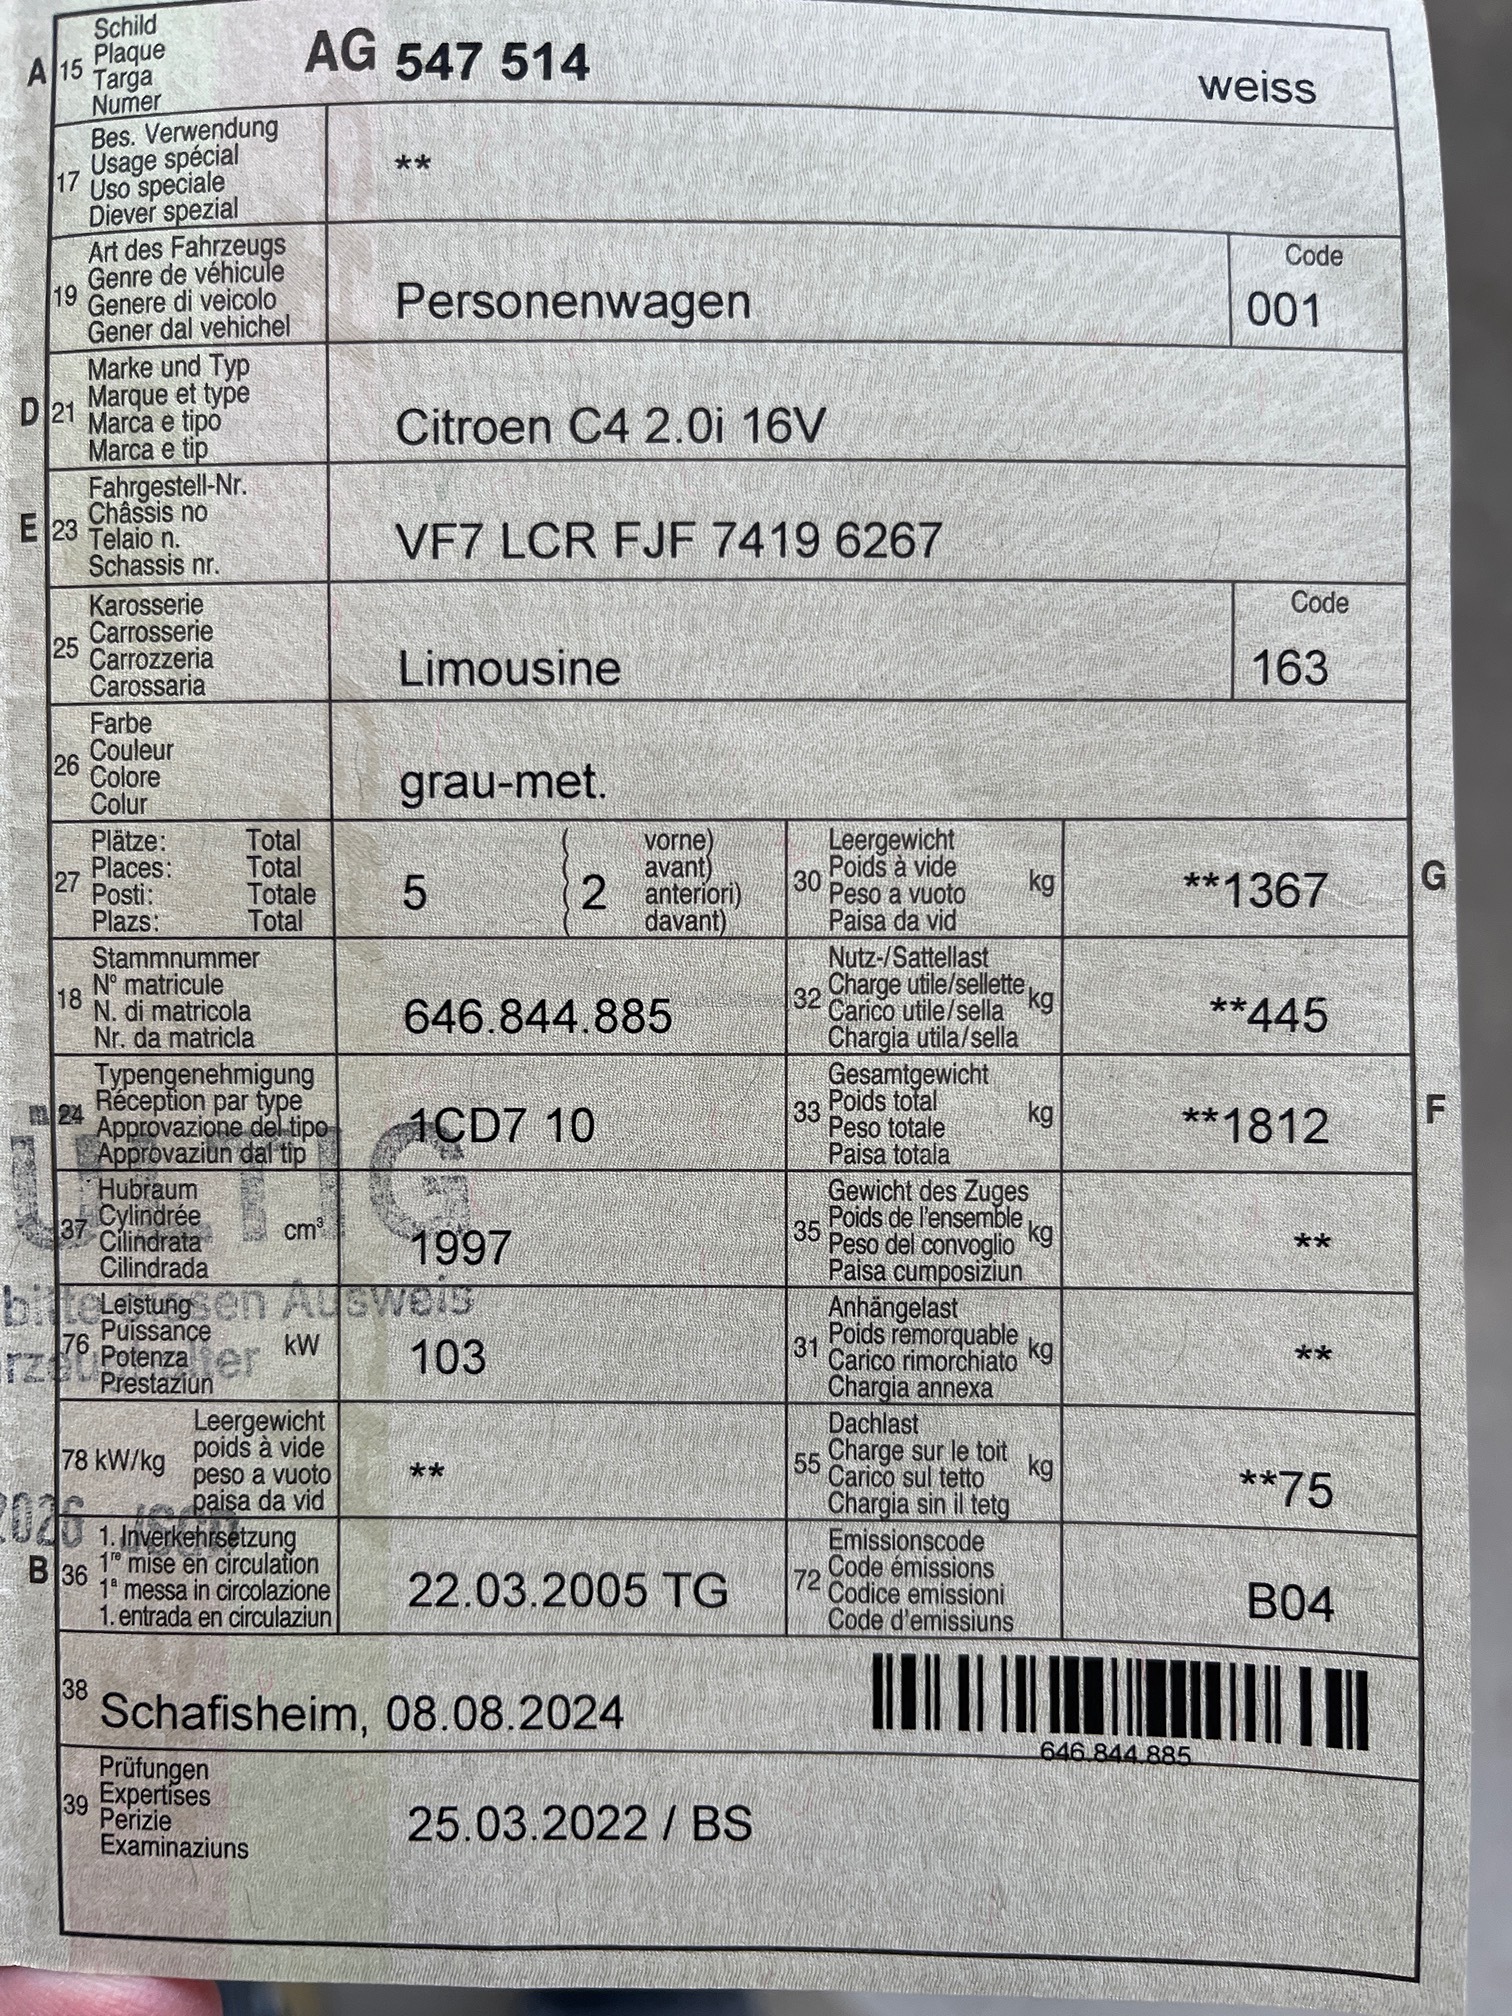 A 15 Schild
Plaque
Targa
Numer
AG 547 514
weiss
17 Bes. Verwendung
Usage spécial
Uso speciale
Diever spezial
**
19 Art des Fahrzeugs
Genre de véhicule
Genere di veicolo
Gener dal vehichel
Personenwagen
Code
001
D 21 Marke und Typ
Marque et type
Marca e tipo
Marca e tip
Citroen C4 2.0i 16V
E 23 Fahrgestell-Nr.
Châssis no
Telaio n.
Schassis nr.
VF7 LCR FJF 7419 6267
25 Karosserie
Carrosserie
Carrozzeria
Carossaria
Limousine
Code
163
26 Farbe
Couleur
Colore
Colur
grau-met.
27 Plätze: Total
Places: Total
Posti: Totale
Plazs: Total
5
( 2 vorne)
avant)
anteriori)
davant)
30 Leergewicht
Poids à vide
Peso a vuoto
Paisa da vid
kg
**1367
G
18 Stammnummer
N° matricule
N. di matricola
Nr. da matricla
646.844.885
32 Nutz-/Sattellast
Charge utile/sellette
Carico utile/sella
Chargia utila/sella
kg
**445
24 Typengenehmigung
Réception par type
Approvazione del tipo
Approvaziun dal tip
1CD7 10
33 Gesamtgewicht
Poids total
Peso totale
Paisa totala
kg
**1812
F
37 Hubraum
Cylindrée
Cilindrata
Cilindrada
cm³
1997
ÜLTIG
35 Gewicht des Zuges
Poids de l'ensemble
Peso del convoglio
Paisa cumposiziun
kg
**
76 Leistung
Puissance
Potenza
Prestaziun
kW
103
bitte diesen Ausweis
31 Anhängelast
Poids remorquable
Carico rimorchiato
Chargia annexa
kg
**
78 kW/kg
Leergewicht
poids à vide
peso a vuoto
paisa da vid
**
55 Dachlast
Charge sur le toit
Carico sul tetto
Chargia sin il tetg
kg
**75
2026
B 36 1. Inverkehrsetzung
1re mise en circulation
1a messa in circolazione
1. entrada en circulaziun
22.03.2005 TG
72 Emissionscode
Code émissions
Codice emissioni
Code d'emissiuns
B04
38
Schafisheim, 08.08.2024
646.844.885
39 Prüfungen
Expertises
Perizie
Examinaziuns
25.03.2022 / BS